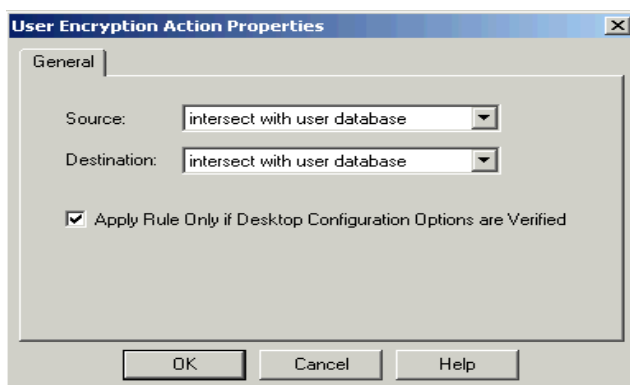 User Encryption Action Properties
General
Source: intersect with user database
Destination: intersect with user database
Apply Rule Only if Desktop Configuration Options are Verified
OK Cancel Help